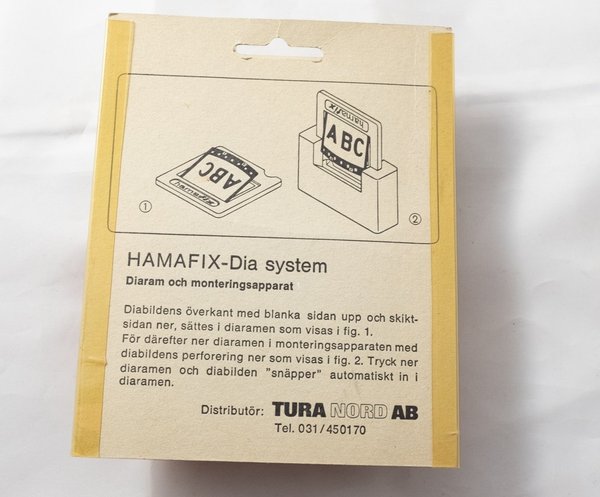 hamafix
ABC
ABC
hamafix
①
②
HAMAFIX-Dia system
Diaram och monteringsapparat
Diabildens överkant med blanka sidan upp och skikt-
sidan ner, sättes i diaramen som visas i fig. 1.
För därefter ner diaramen i monteringsapparaten med
diabildens perforering ner som visas i fig. 2. Tryck ner
diaramen och diabilden ”snäpper” automatiskt in i
diaramen.
Distributör: TURA NORD AB
Tel. 031/450170